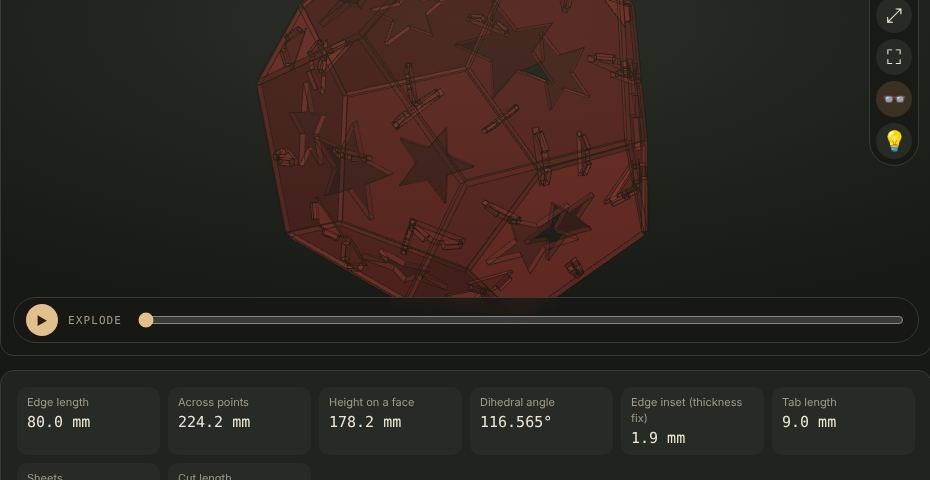 EXPLODE
Edge length
80.0 mm
Across points
224.2 mm
Height on a face
178.2 mm
Dihedral angle
116.565°
Edge inset (thickness
fix)
1.9 mm
Tab length
9.0 mm
Sheets
Cut length